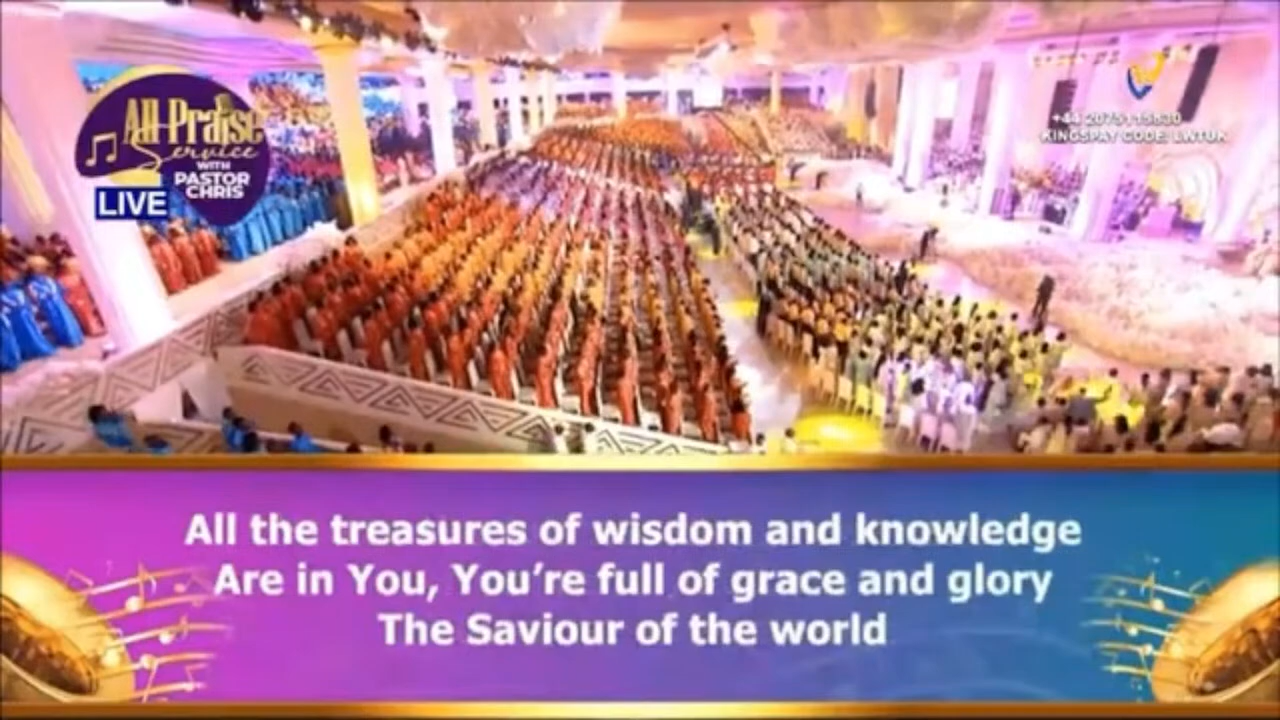 All Praise
Service
WITH
PASTOR
CHRIS
LIVE
KINGSPAY CODE: LWTUK
All the treasures of wisdom and knowledge
Are in You, You're full of grace and glory
The Saviour of the world